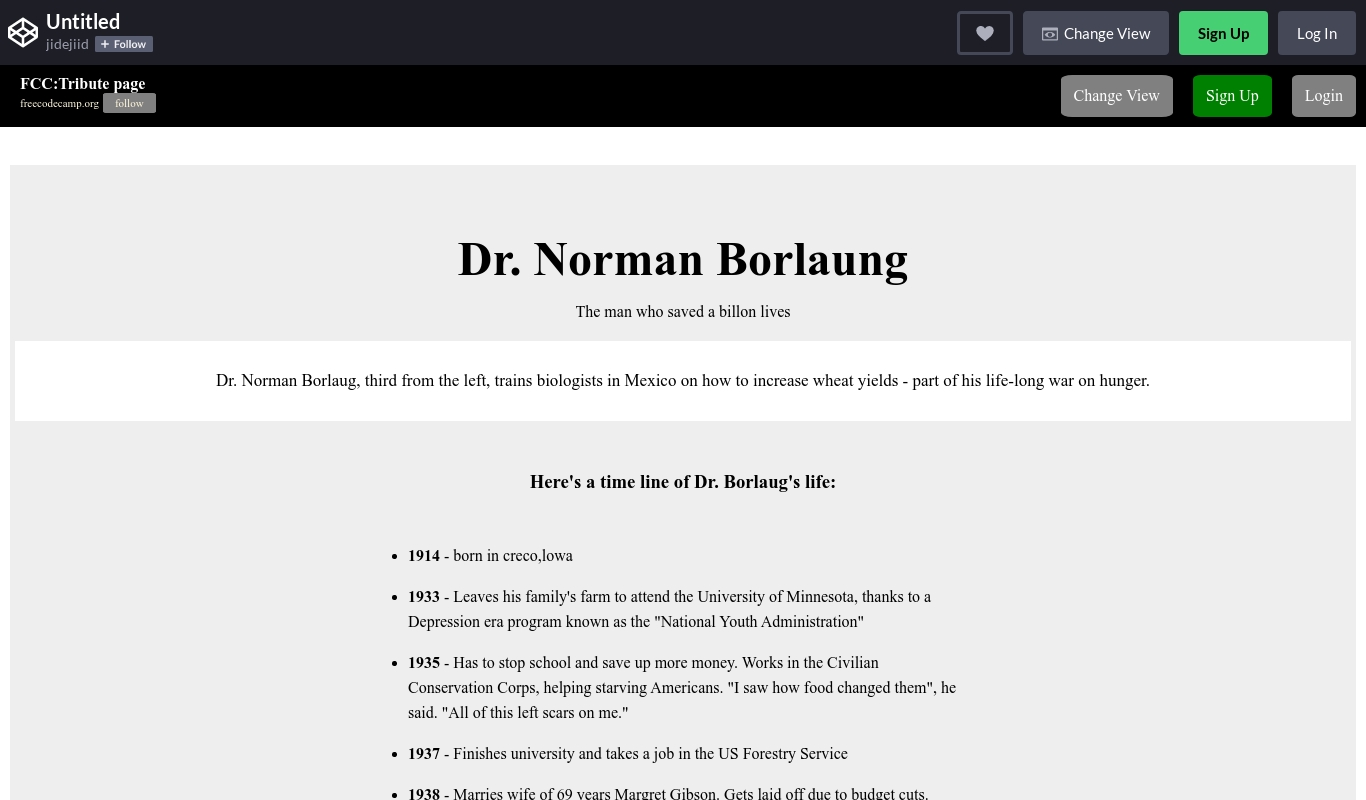 Untitled
jidejiid + Follow
Change View
Sign Up
Log In
FCC:Tribute page
freecodecamp.org follow
Change View
Sign Up
Login
Dr. Norman Borlaung
The man who saved a billon lives
Dr. Norman Borlaug, third from the left, trains biologists in Mexico on how to increase wheat yields - part of his life-long war on hunger.
Here's a time line of Dr. Borlaug's life:
1914 - born in creco,lowa
1933 - Leaves his family's farm to attend the University of Minnesota, thanks to a
Depression era program known as the "National Youth Administration"
1935 - Has to stop school and save up more money. Works in the Civilian
Conservation Corps, helping starving Americans. "I saw how food changed them", he
said. "All of this left scars on me."
1937 - Finishes university and takes a job in the US Forestry Service
1938 - Marries wife of 69 years Margret Gibson. Gets laid off due to budget cuts.